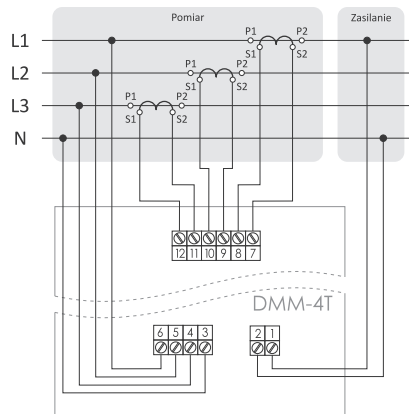 Pomiar Zasilanie
L1 P1 P2
S1 S2
L2 P1 P2
S1 S2
L3 P1 P2
S1 S2
N
12 11 10 9 8 7
DMM-4T
6 5 4 3 2 1